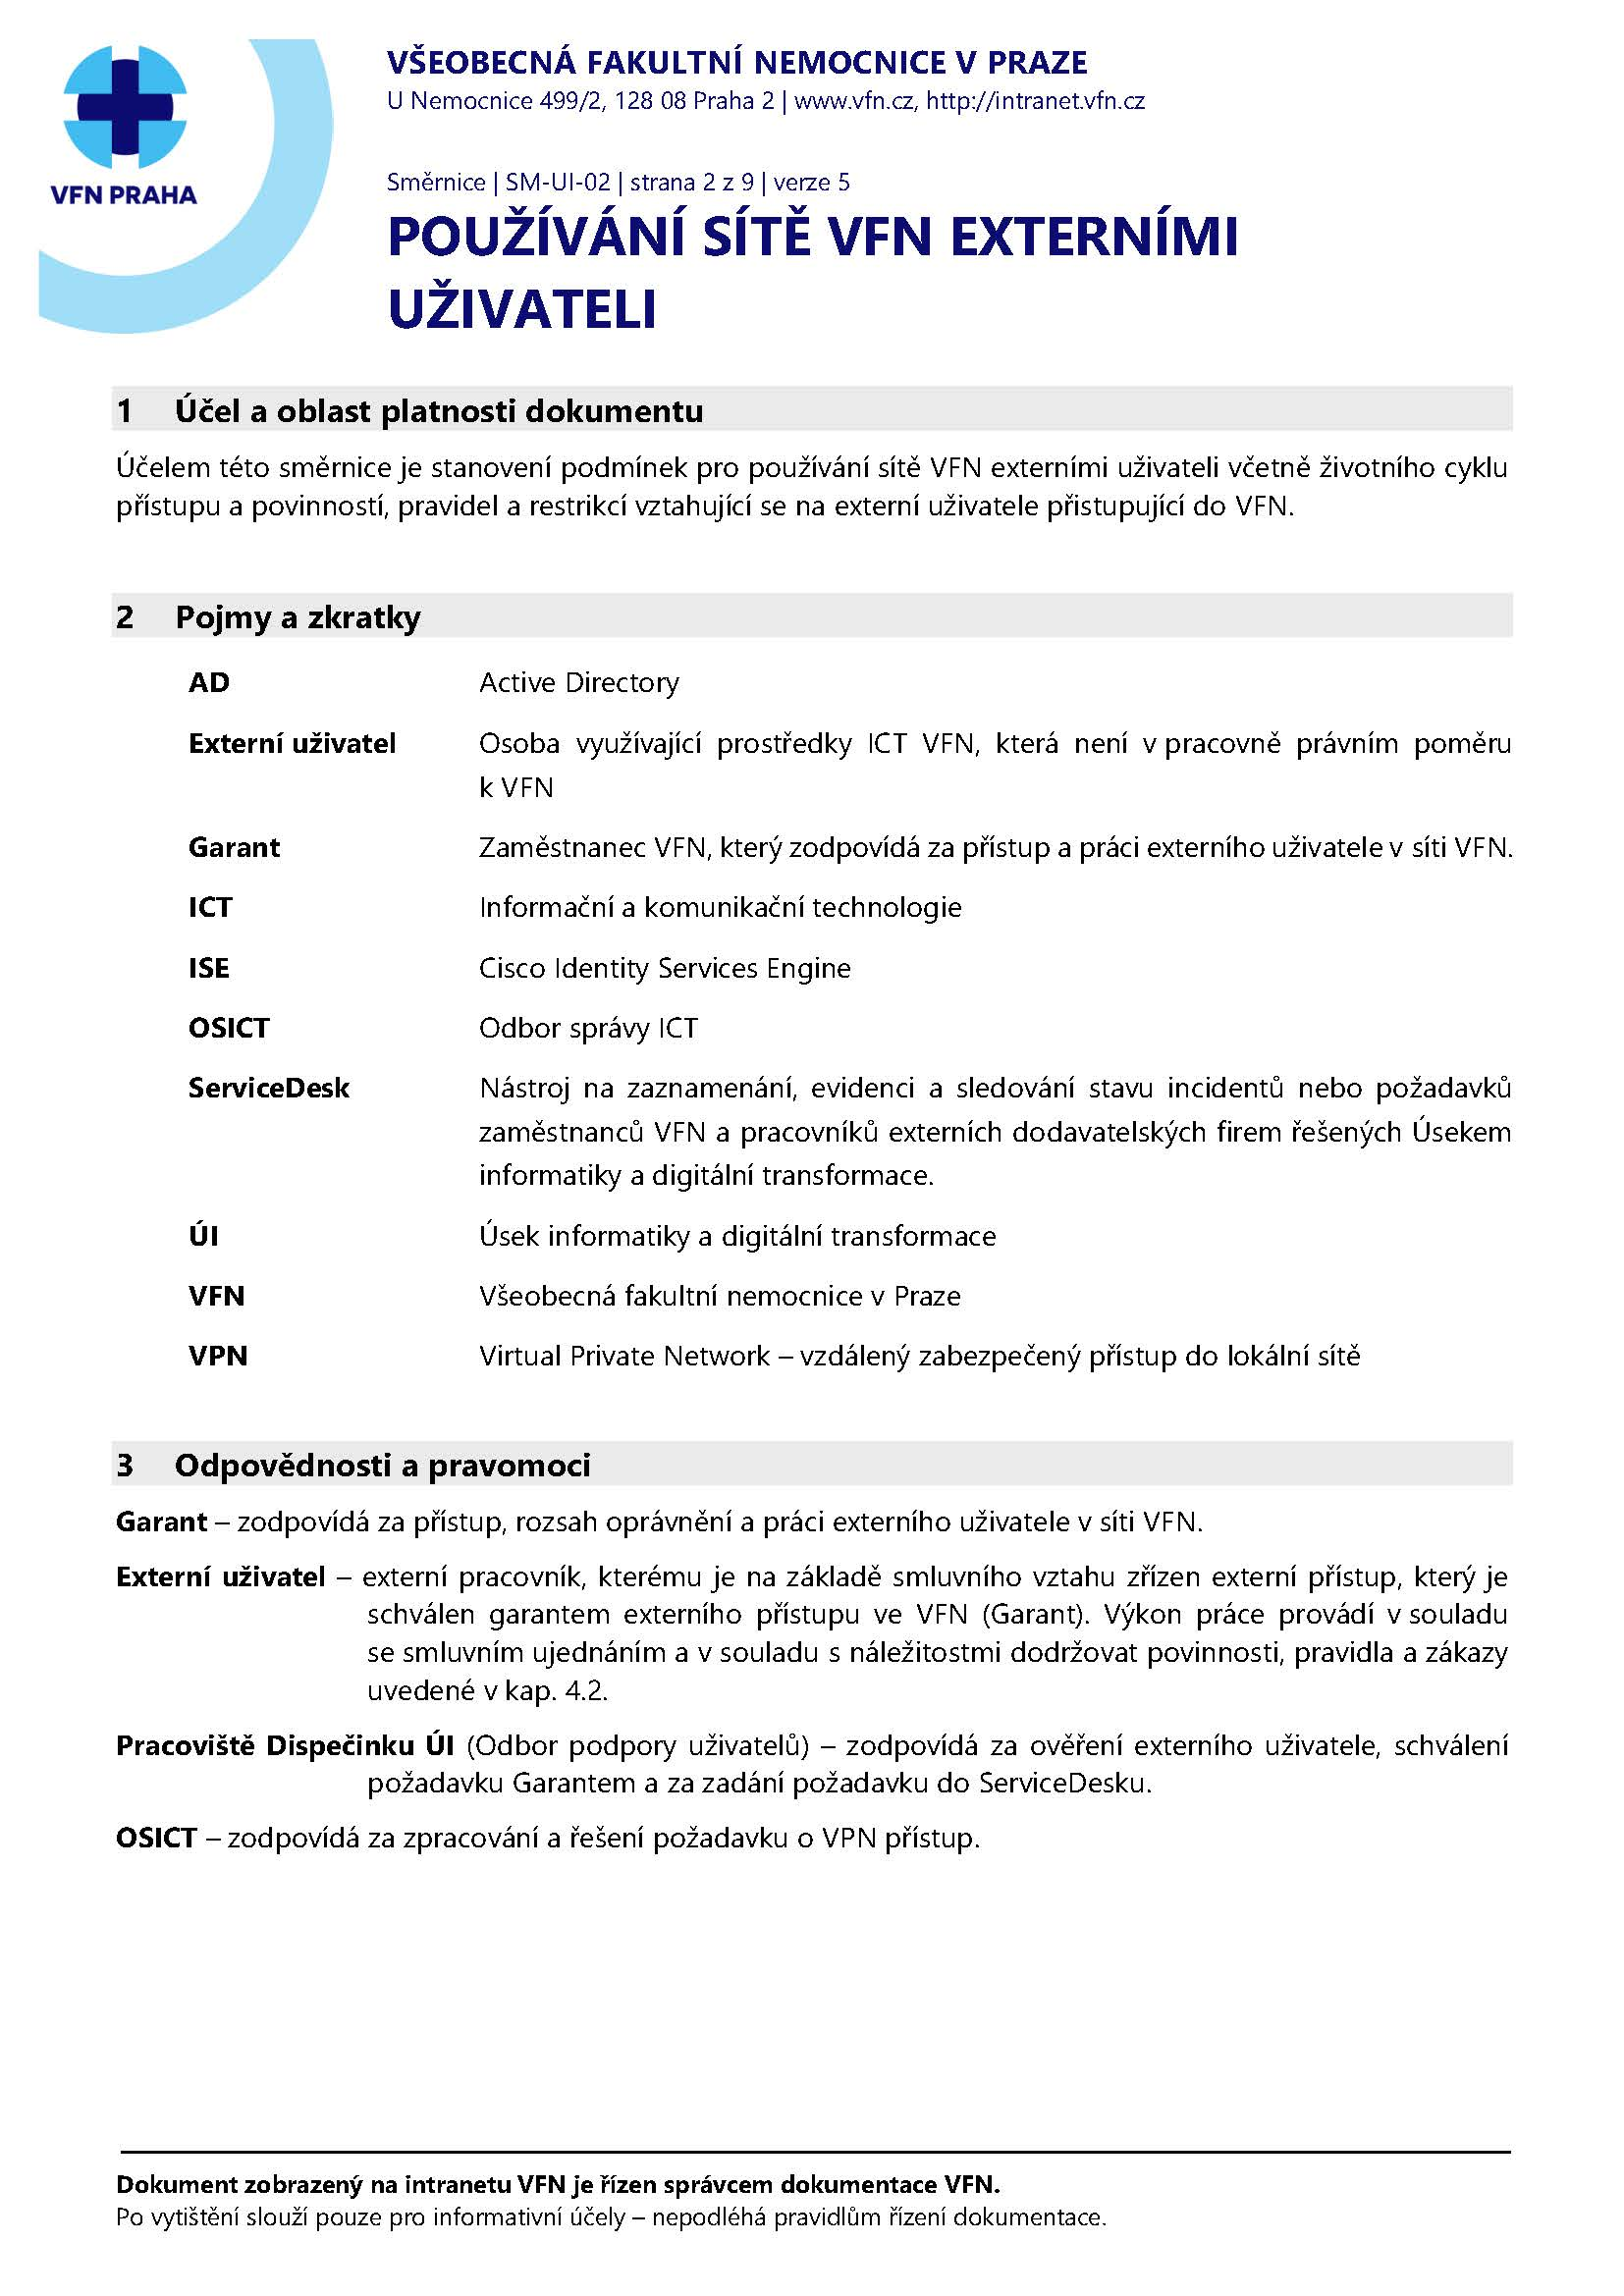 VFN PRAHA
VŠEOBECNÁ FAKULTNÍ NEMOCNICE V PRAZE
U Nemocnice 499/2, 128 08 Praha 2 | www.vfn.cz, http://intranet.vfn.cz
Směrnice | SM-UI-02 | strana 2 z 9 | verze 5
POUŽÍVÁNÍ SÍTĚ VFN EXTERNÍMI
UŽIVATELI
1 Účel a oblast platnosti dokumentu
Účelem této směrnice je stanovení podmínek pro používání sítě VFN externími uživateli včetně životního cyklu
přístupu a povinností, pravidel a restrikcí vztahující se na externí uživatele přistupující do VFN.
2 Pojmy a zkratky
AD Active Directory
Externí uživatel Osoba využívající prostředky ICT VFN, která není v pracovně právním poměru
k VFN
Garant Zaměstnanec VFN, který zodpovídá za přístup a práci externího uživatele v síti VFN.
ICT Informační a komunikační technologie
ISE Cisco Identity Services Engine
OSICT Odbor správy ICT
ServiceDesk Nástroj na zaznamenání, evidenci a sledování stavu incidentů nebo požadavků
zaměstnanců VFN a pracovníků externích dodavatelských firem řešených Úsekem
informatiky a digitální transformace.
ÚI Úsek informatiky a digitální transformace
VFN Všeobecná fakultní nemocnice v Praze
VPN Virtual Private Network – vzdálený zabezpečený přístup do lokální sítě
3 Odpovědnosti a pravomoci
Garant – zodpovídá za přístup, rozsah oprávnění a práci externího uživatele v síti VFN.
Externí uživatel – externí pracovník, kterému je na základě smluvního vztahu zřízen externí přístup, který je
schválen garantem externího přístupu ve VFN (Garant). Výkon práce provádí v souladu
se smluvním ujednáním a v souladu s náležitostmi dodržovat povinnosti, pravidla a zákazy
uvedené v kap. 4.2.
Pracoviště Dispečinku ÚI (Odbor podpory uživatelů) – zodpovídá za ověření externího uživatele, schválení
požadavku Garantem a za zadání požadavku do ServiceDesku.
OSICT – zodpovídá za zpracování a řešení požadavku o VPN přístup.
Dokument zobrazený na intranetu VFN je řízen správcem dokumentace VFN.
Po vytištění slouží pouze pro informativní účely – nepodléhá pravidlům řízení dokumentace.